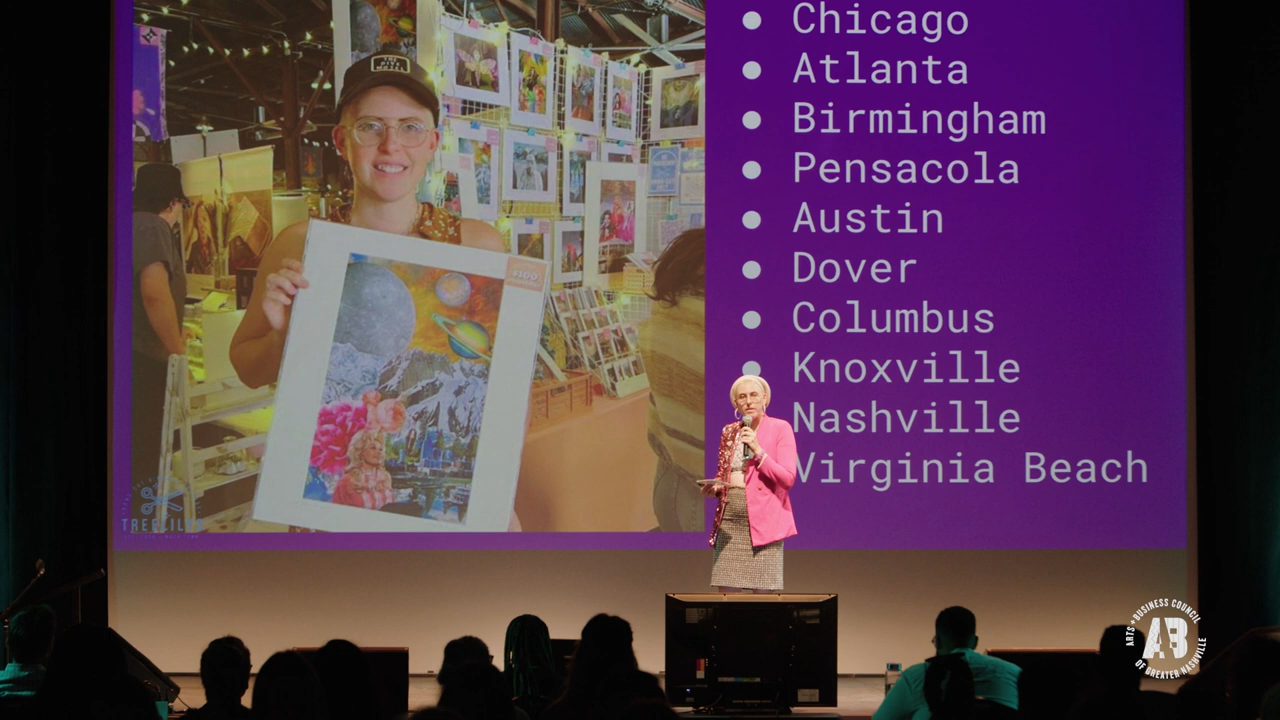 Chicago
Atlanta
Birmingham
Pensacola
Austin
Dover
Columbus
Knoxville
Nashville
Virginia Beach
$100
TREELILY
ARTS + BUSINESS COUNCIL
AB
OF GREATER NASHVILLE